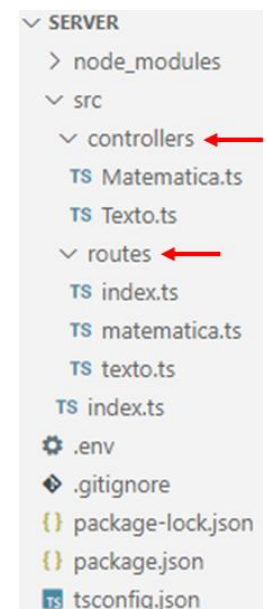 SERVER
node_modules
src
controllers
TS Matematica.ts
TS Texto.ts
routes
TS index.ts
TS matematica.ts
TS texto.ts
TS index.ts
.env
.gitignore
{} package-lock.json
{} package.json
TS tsconfig.json